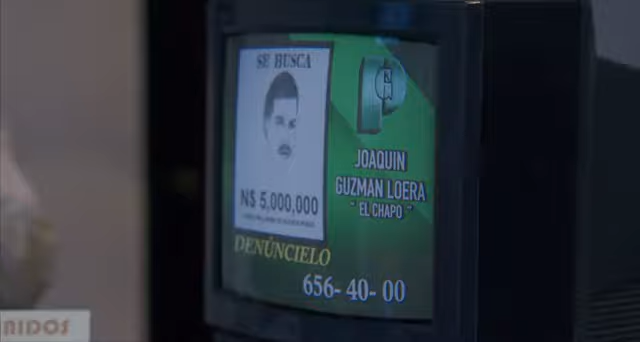 SE BUSCA
N$ 5,000,000
JOAQUIN
GUZMAN LOERA
"EL CHAPO"
DENÚNCIELO
656-40-00
NIDOS